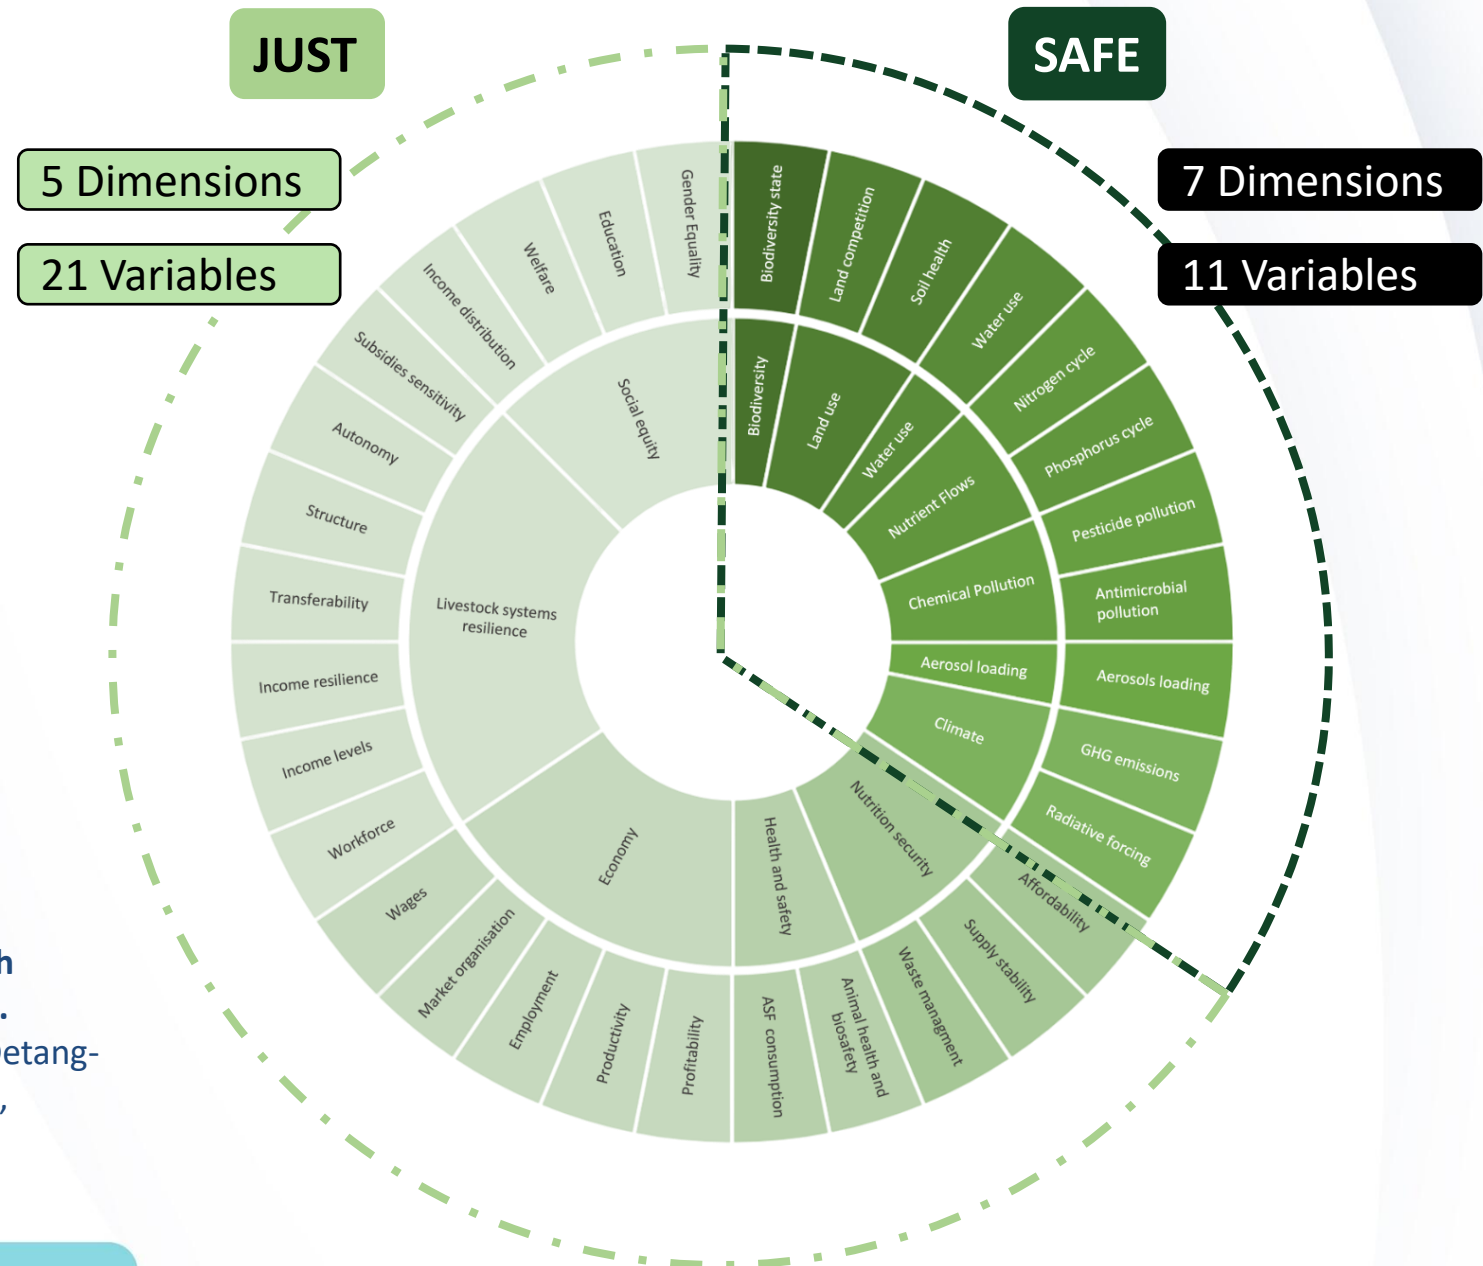 JUST
SAFE
5 Dimensions
21 Variables
7 Dimensions
11 Variables
Biodiversity state
Land competition
Soil health
Water use
Nitrogen cycle
Phosphorus cycle
Pesticide pollution
Antimicrobial
pollution
Aerosols loading
GHG emissions
Radiative forcing
Affordability
Supply stability
Waste managment
Animal health and
biosafety
ASF consumption
Profitability
Productivity
Employment
Market organisation
Wages
Workforce
Income levels
Income resilience
Transferability
Structure
Autonomy
Subsidies sensitivity
Income distribution
Welfare
Education
Gender Equality
Biodiversity
Land use
Water use
Nutrient Flows
Chemical Pollution
Aerosol loading
Climate
Nutrition security
Health and safety
Economy
Livestock systems
resilience
Social equity
h
.
Detang-
,